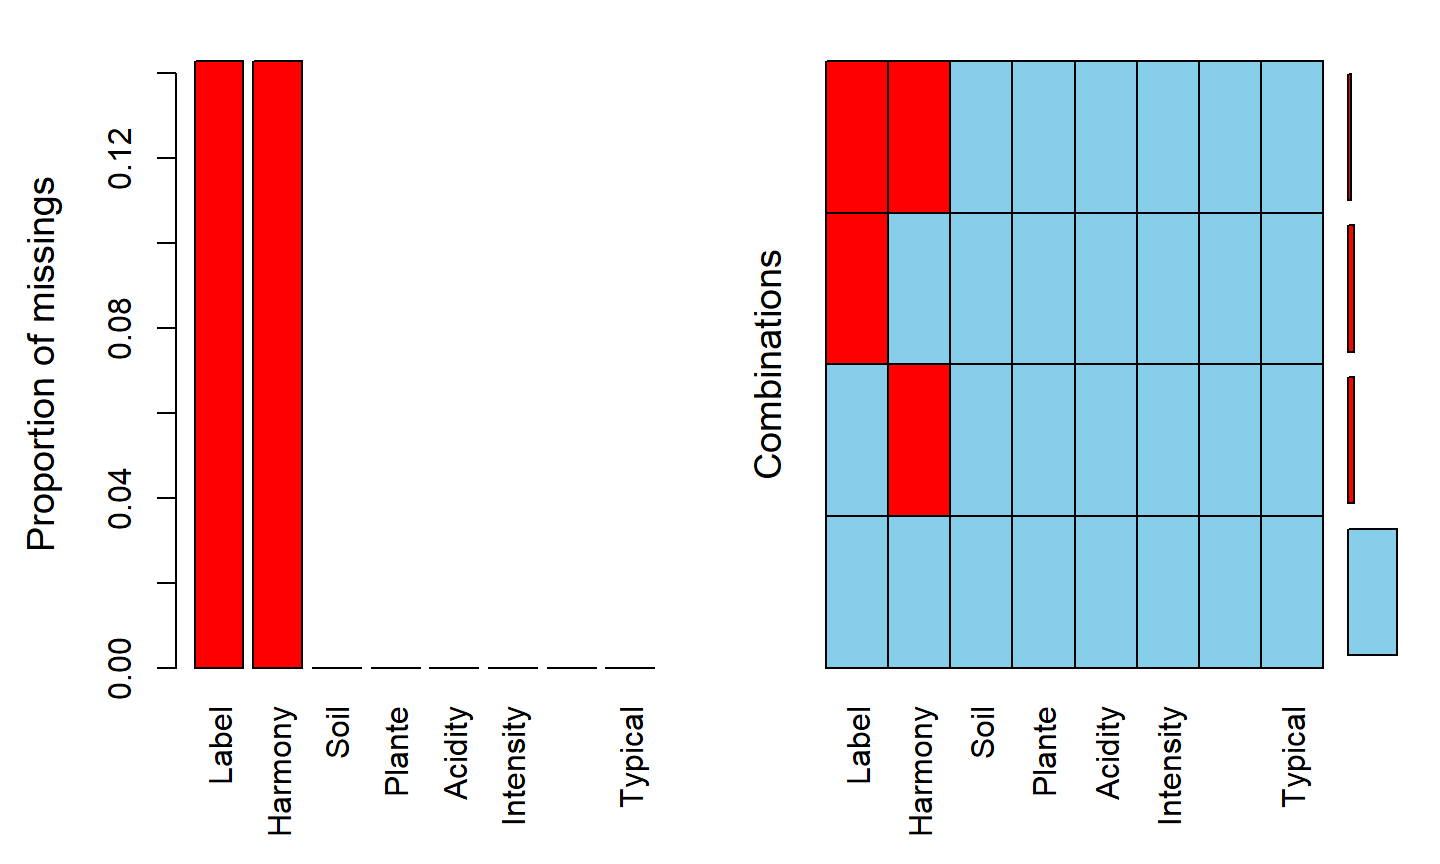 Proportion of missings
0.00
0.04
0.08
0.12
Label
Harmony
Soil
Plante
Acidity
Intensity
Typical
Combinations
Label
Harmony
Soil
Plante
Acidity
Intensity
Typical